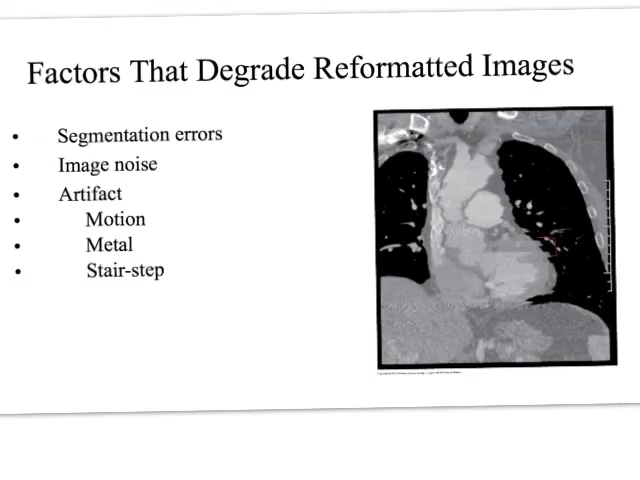 Factors That Degrade Reformatted Images
• Segmentation errors
• Image noise
• Artifact
• Motion
• Metal
• Stair-step